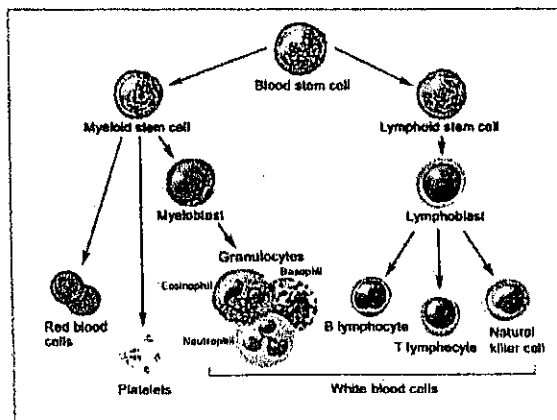 Blood stem cell
Myeloid stem cell
Lymphoid stem cell
Myeloblast
Lymphoblast
Granulocytes
Eosinophil
Basophil
Neutrophil
Red blood
cells
Platelets
B lymphocyte
T lymphocyte
Natural
killer cell
White blood cells